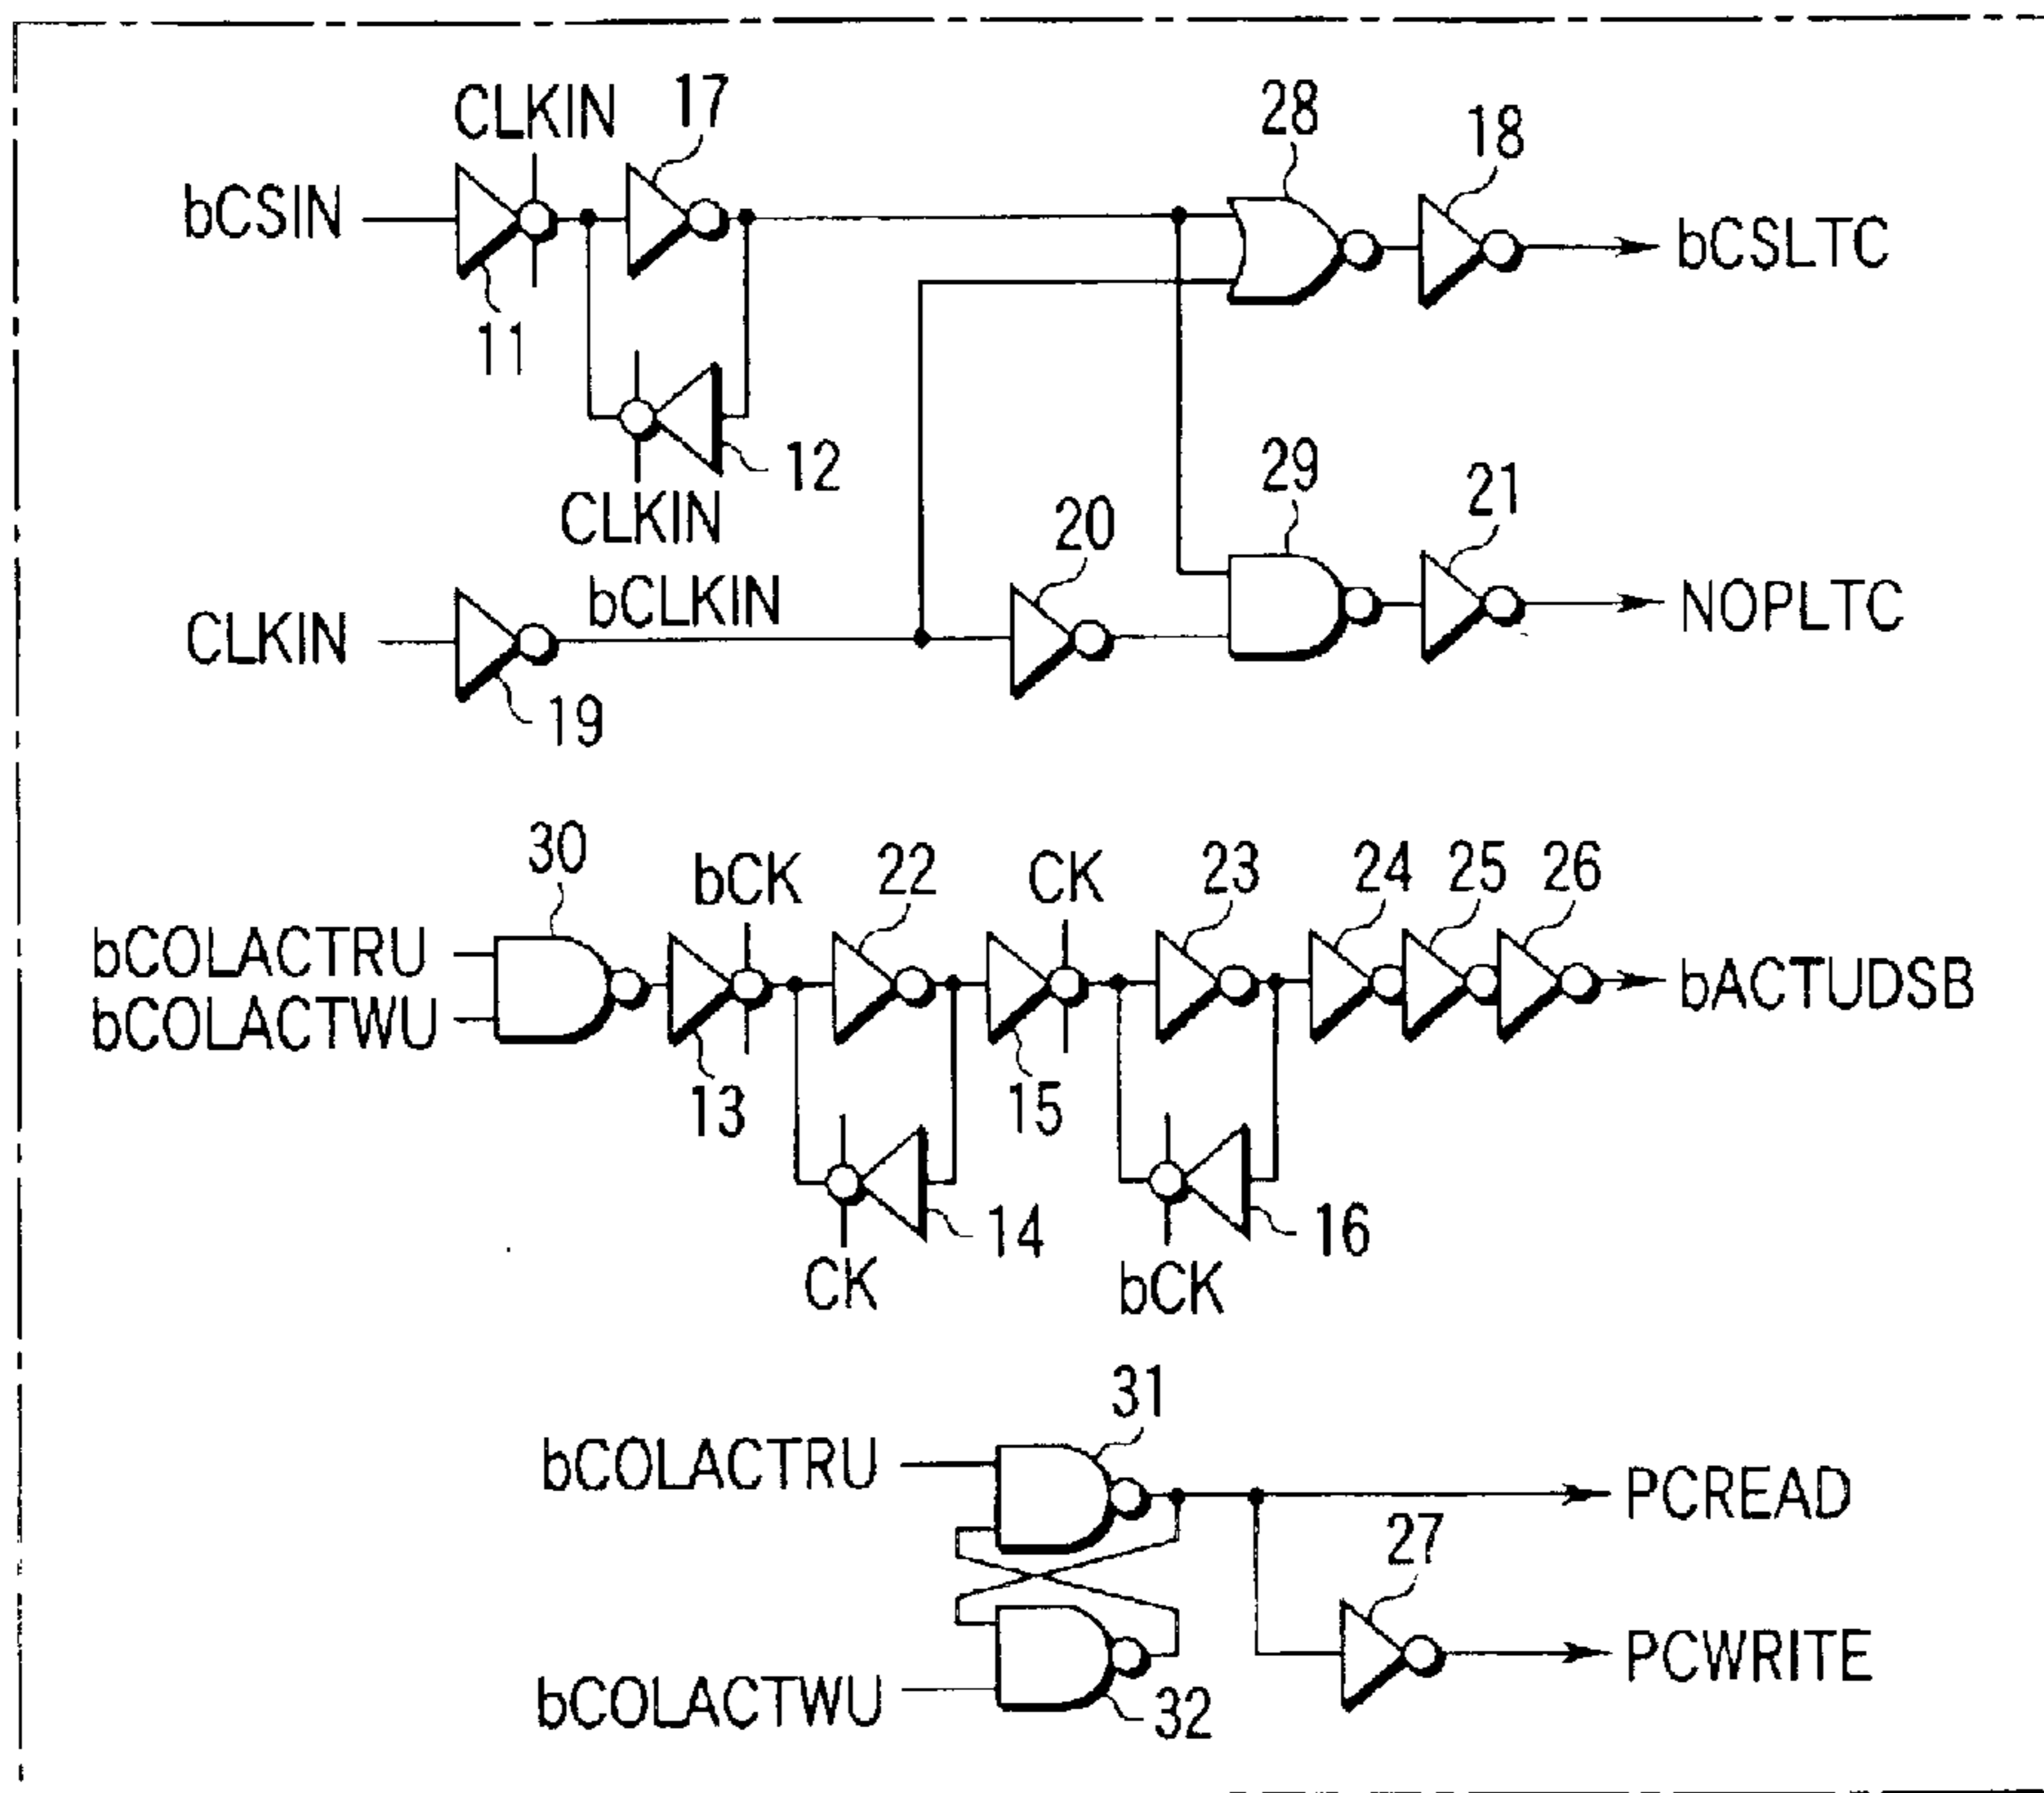 CLKIN
17
28
18
bCSIN
bCSLTC
11
12
CLKIN
29
21
20
bCLKIN
CLKIN
NOPLTC
19
30
bCK
22
CK
23
24
25
26
bCOLACTRU
bCOLACTWU
bACTUDSB
13
15
14
16
CK
bCK
31
bCOLACTRU
PCREAD
27
bCOLACTWU
32
PCWRITE